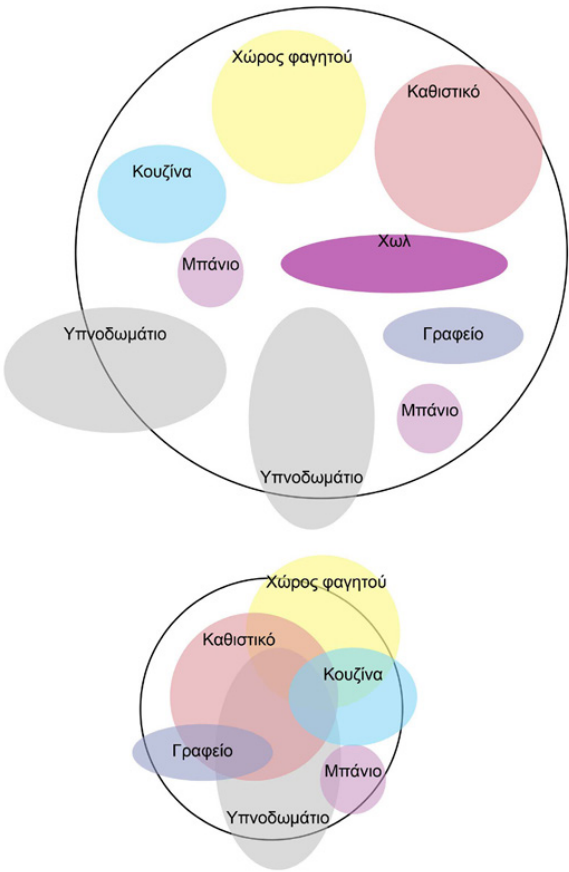 Χώρος φαγητού
Καθιστικό
Κουζίνα
Χωλ
Μπάνιο
Υπνοδωμάτιο
Γραφείο
Μπάνιο
Υπνοδωμάτιο
Χώρος φαγητού
Καθιστικό
Κουζίνα
Γραφείο
Μπάνιο
Υπνοδωμάτιο